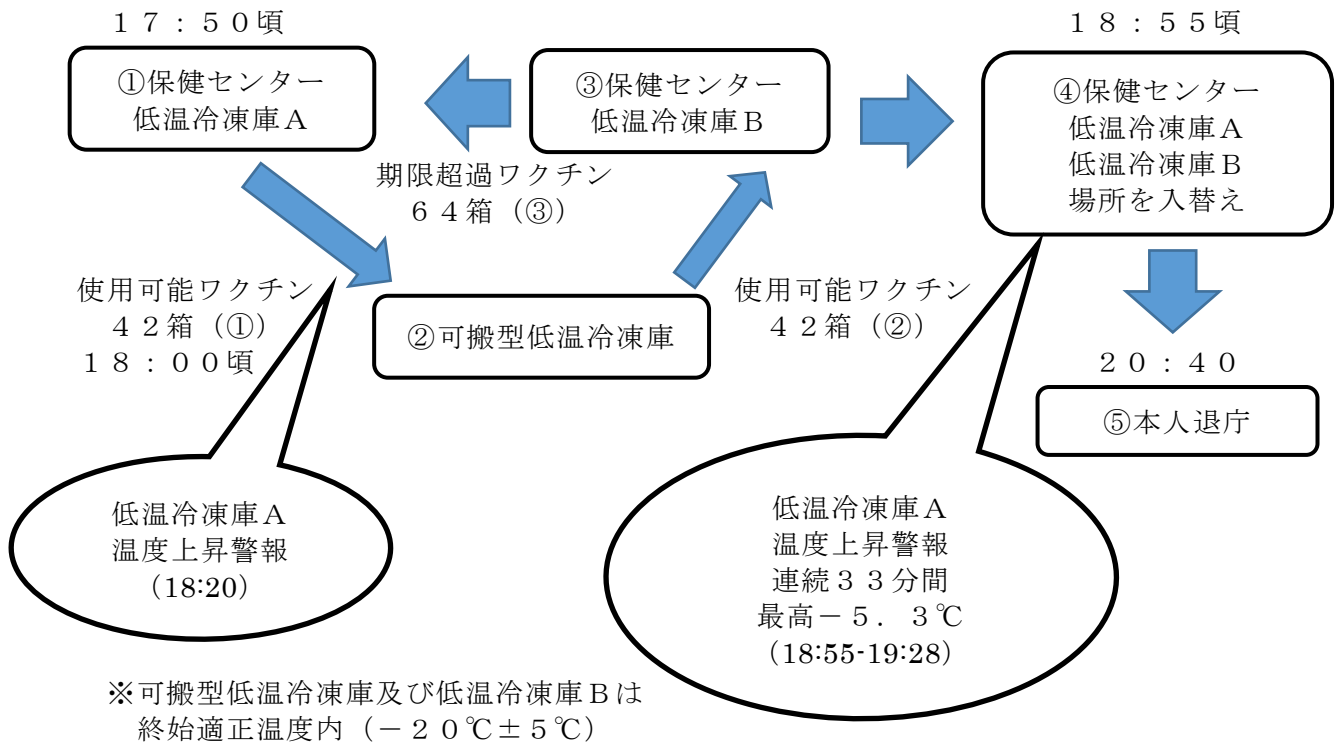 １７：５０頃
①保健センター
低温冷凍庫Ａ
③保健センター
低温冷凍庫Ｂ
１８：５５頃
④保健センター
低温冷凍庫Ａ
低温冷凍庫Ｂ
場所を入替え
期限超過ワクチン
６４箱（③）
使用可能ワクチン
４２箱（①）
１８：００頃
②可搬型低温冷凍庫
使用可能ワクチン
４２箱（②）
２０：４０
⑤本人退庁
低温冷凍庫Ａ
温度上昇警報
（18:20）
低温冷凍庫Ａ
温度上昇警報
連続３３分間
最高－５．３℃
（18:55-19:28）
※可搬型低温冷凍庫及び低温冷凍庫Ｂは
終始適正温度内（－２０℃±５℃）